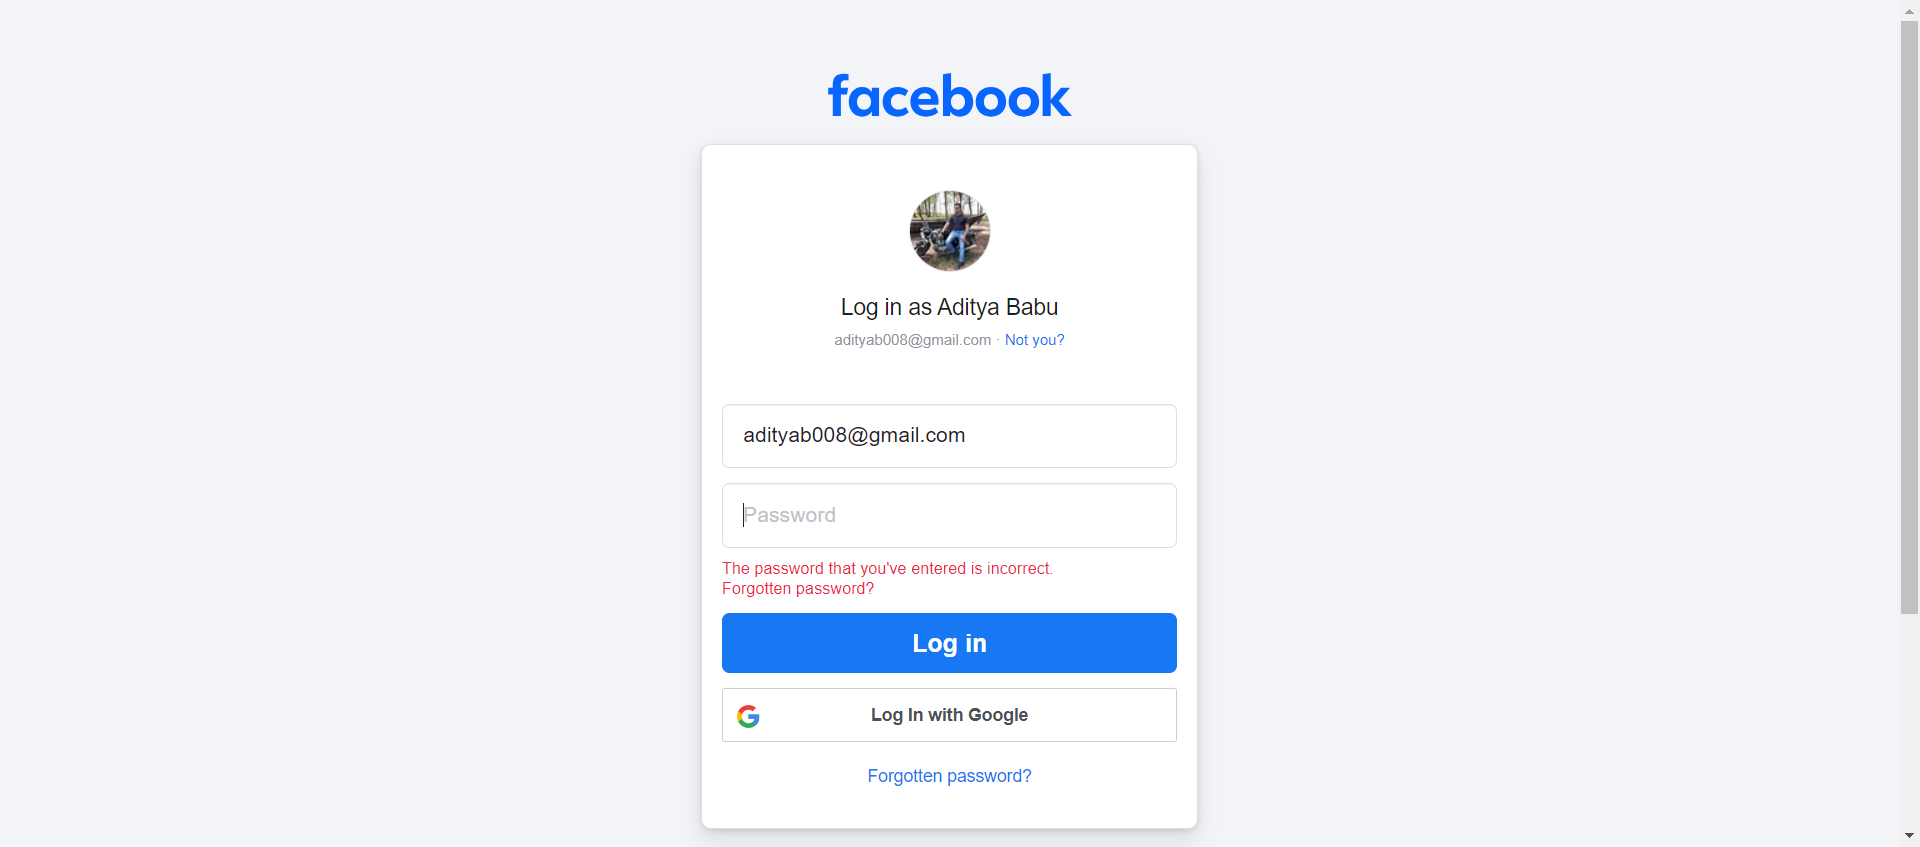 facebook
Log in as Aditya Babu
adityab008@gmail.com · Not you?
adityab008@gmail.com
Password
The password that you've entered is incorrect.
Forgotten password?
Log in
Log In with Google
Forgotten password?